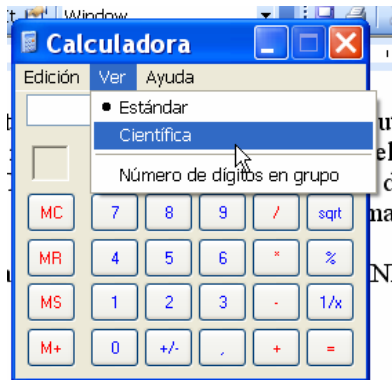 Window
Calculadora
Edición Ver Ayuda
Estándar
Científica
Número de dígitos en grupo
MC 7 8 9 / sqrt
MR 4 5 6 * %
MS 1 2 3 - 1/x
M+ 0 +/- , + =